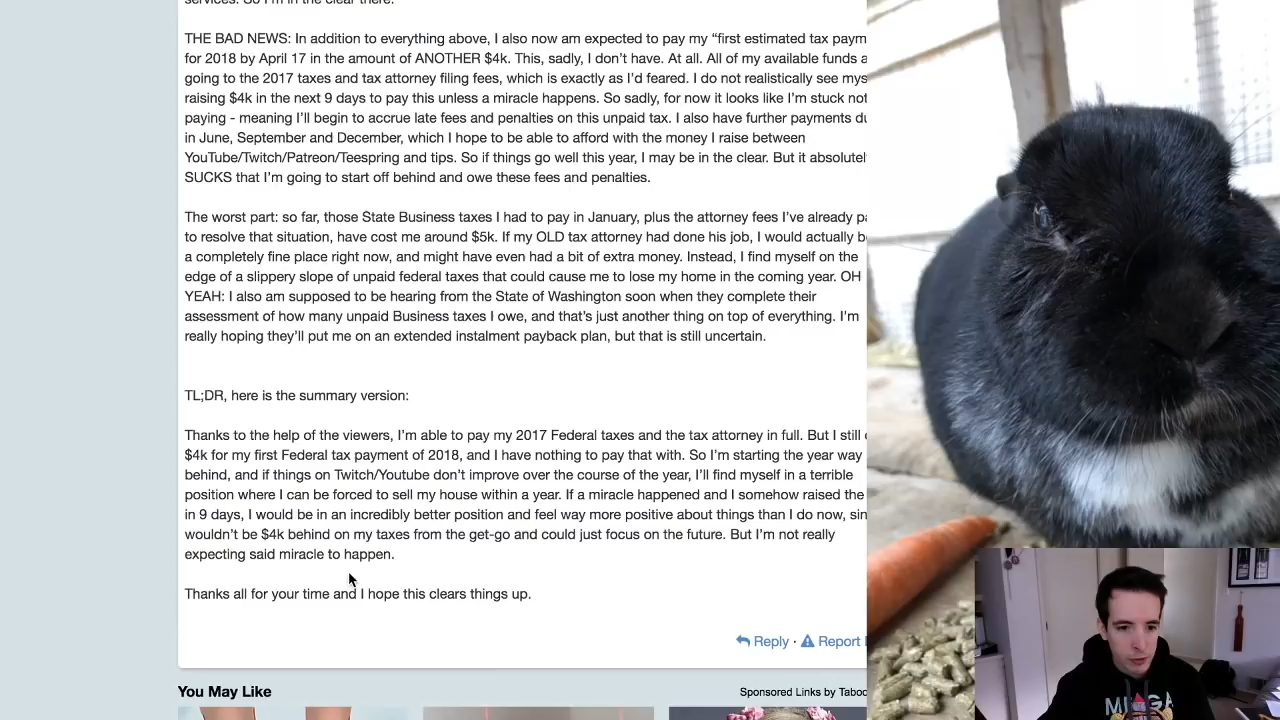 services. So I'm in the clear there.
THE BAD NEWS: In addition to everything above, I also now am expected to pay my “first estimated tax paym
for 2018 by April 17 in the amount of ANOTHER $4k. This, sadly, I don’t have. At all. All of my available funds a
going to the 2017 taxes and tax attorney filing fees, which is exactly as I’d feared. I do not realistically see mys
raising $4k in the next 9 days to pay this unless a miracle happens. So sadly, for now it looks like I’m stuck not
paying - meaning I’ll begin to accrue late fees and penalties on this unpaid tax. I also have further payments du
in June, September and December, which I hope to be able to afford with the money I raise between
YouTube/Twitch/Patreon/Teespring and tips. So if things go well this year, I may be in the clear. But it absolutel
SUCKS that I’m going to start off behind and owe these fees and penalties.
The worst part: so far, those State Business taxes I had to pay in January, plus the attorney fees I’ve already pa
to resolve that situation, have cost me around $5k. If my OLD tax attorney had done his job, I would actually b
a completely fine place right now, and might have even had a bit of extra money. Instead, I find myself on the
edge of a slippery slope of unpaid federal taxes that could cause me to lose my home in the coming year. OH
YEAH: I also am supposed to be hearing from the State of Washington soon when they complete their
assessment of how many unpaid Business taxes I owe, and that’s just another thing on top of everything. I’m
really hoping they’ll put me on an extended instalment payback plan, but that is still uncertain.
TL;DR, here is the summary version:
Thanks to the help of the viewers, I’m able to pay my 2017 Federal taxes and the tax attorney in full. But I still
$4k for my first Federal tax payment of 2018, and I have nothing to pay that with. So I’m starting the year way
behind, and if things on Twitch/Youtube don’t improve over the course of the year, I’ll find myself in a terrible
position where I can be forced to sell my house within a year. If a miracle happened and I somehow raised the
in 9 days, I would be in an incredibly better position and feel way more positive about things than I do now, sin
wouldn’t be $4k behind on my taxes from the get-go and could just focus on the future. But I’m not really
expecting said miracle to happen.
Thanks all for your time and I hope this clears things up.
Reply · Report
You May Like
Sponsored Links by Taboo